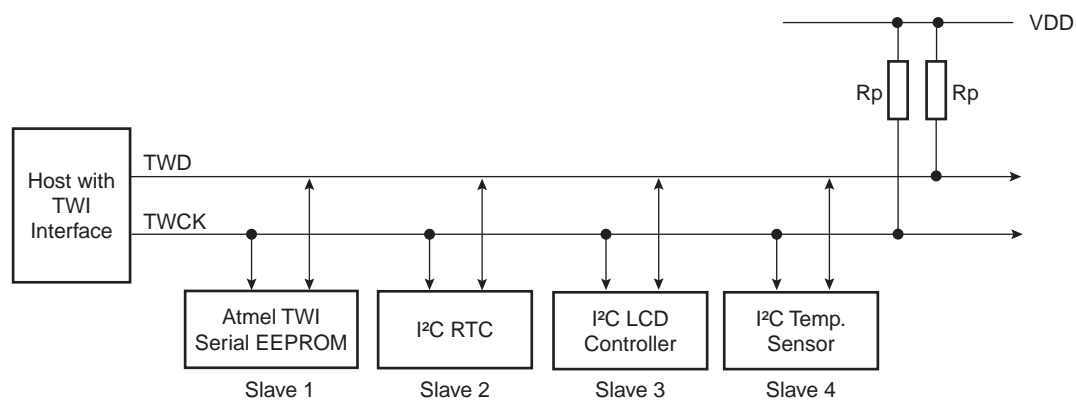 VDD
Rp
Rp
Host with
TWI
Interface
TWD
TWCK
Atmel TWI
Serial EEPROM
Slave 1
I²C RTC
Slave 2
I²C LCD
Controller
Slave 3
I²C Temp.
Sensor
Slave 4